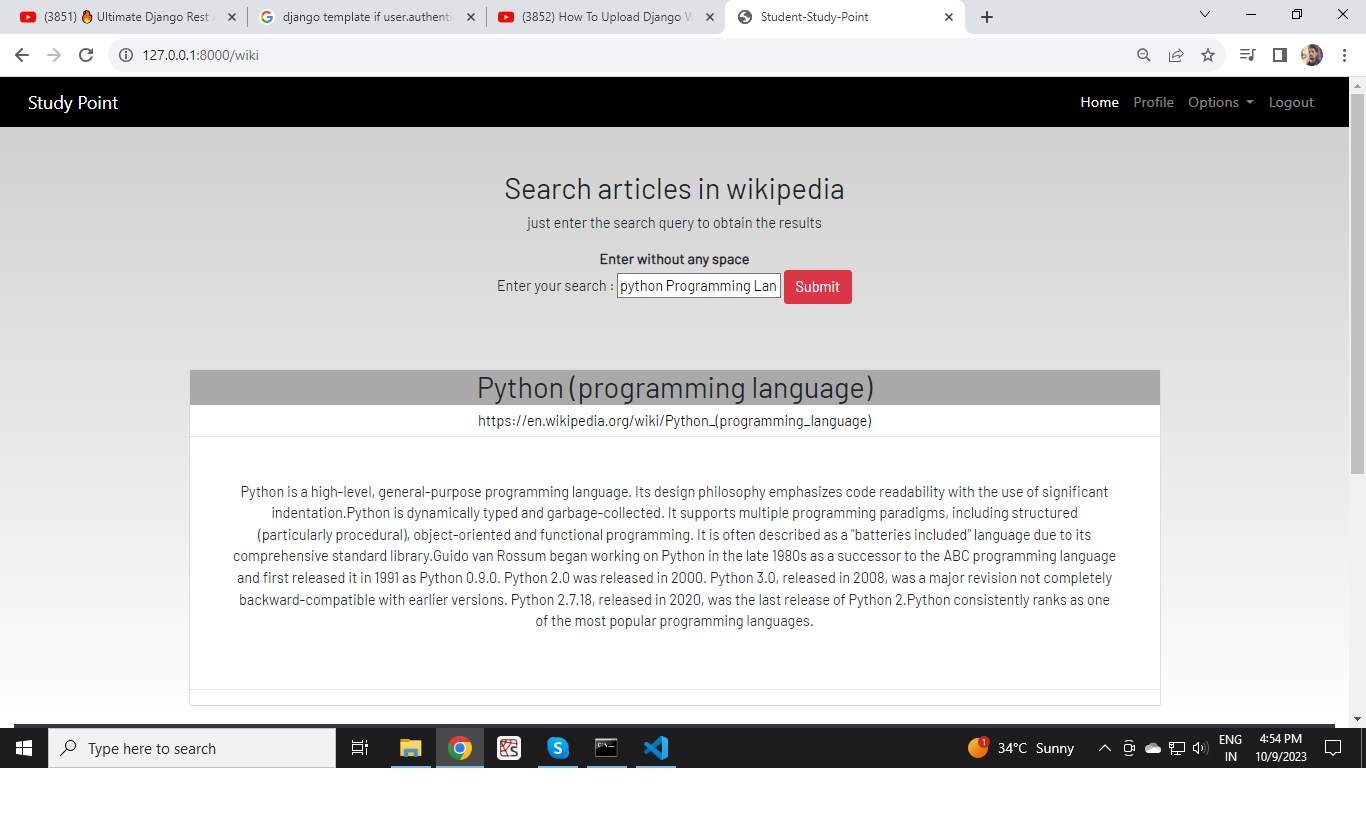 (3851) 🔥 Ultimate Django Rest
django template if user.authenti
(3852) How To Upload Django W
Student-Study-Point
127.0.0.1:8000/wiki
Study Point
Home Profile Options Logout
Search articles in wikipedia
just enter the search query to obtain the results
Enter without any space
Enter your search : python Programming Lan Submit
Python (programming language)
https://en.wikipedia.org/wiki/Python_(programming_language)
Python is a high-level, general-purpose programming language. Its design philosophy emphasizes code readability with the use of significant
indentation.Python is dynamically typed and garbage-collected. It supports multiple programming paradigms, including structured
(particularly procedural), object-oriented and functional programming. It is often described as a "batteries included" language due to its
comprehensive standard library.Guido van Rossum began working on Python in the late 1980s as a successor to the ABC programming language
and first released it in 1991 as Python 0.9.0. Python 2.0 was released in 2000. Python 3.0, released in 2008, was a major revision not completely
backward-compatible with earlier versions. Python 2.7.18, released in 2020, was the last release of Python 2.Python consistently ranks as one
of the most popular programming languages.
Type here to search
1
34°C Sunny
ENG
IN
4:54 PM
10/9/2023